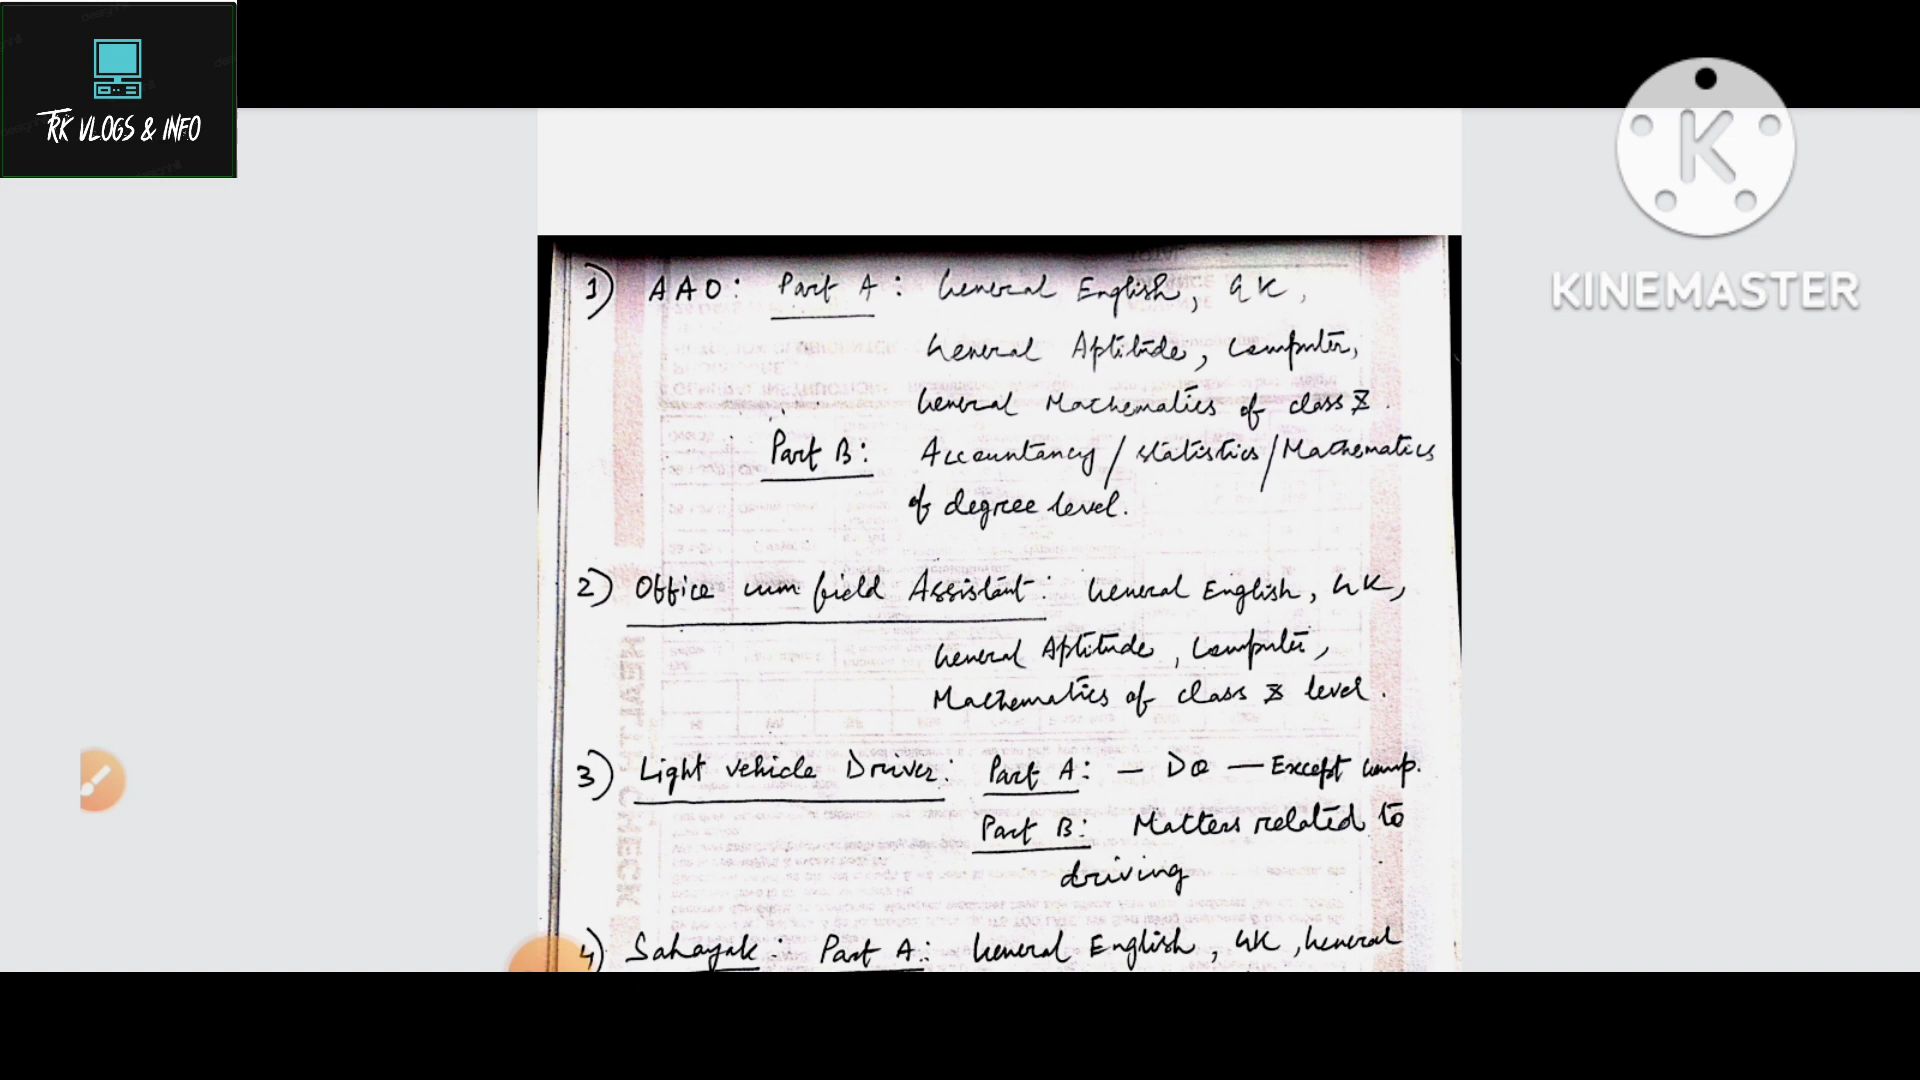 RK VLOGS & INFO
K
KINEMASTER
1) AAO: Part A: General English, GK,
General Aptitude, Computer,
General Mathematics of class X.
Part B: Accountancy / Statistics / Mathematics
of degree level.
2) Office cum field Assistant: General English, GK,
General Aptitude, Computer,
Mathematics of class X level.
3) Light vehicle Driver: Part A: — DO — Except comp.
Part B: Matters related to
driving
4) Sahayak: Part A: General English, GK, General